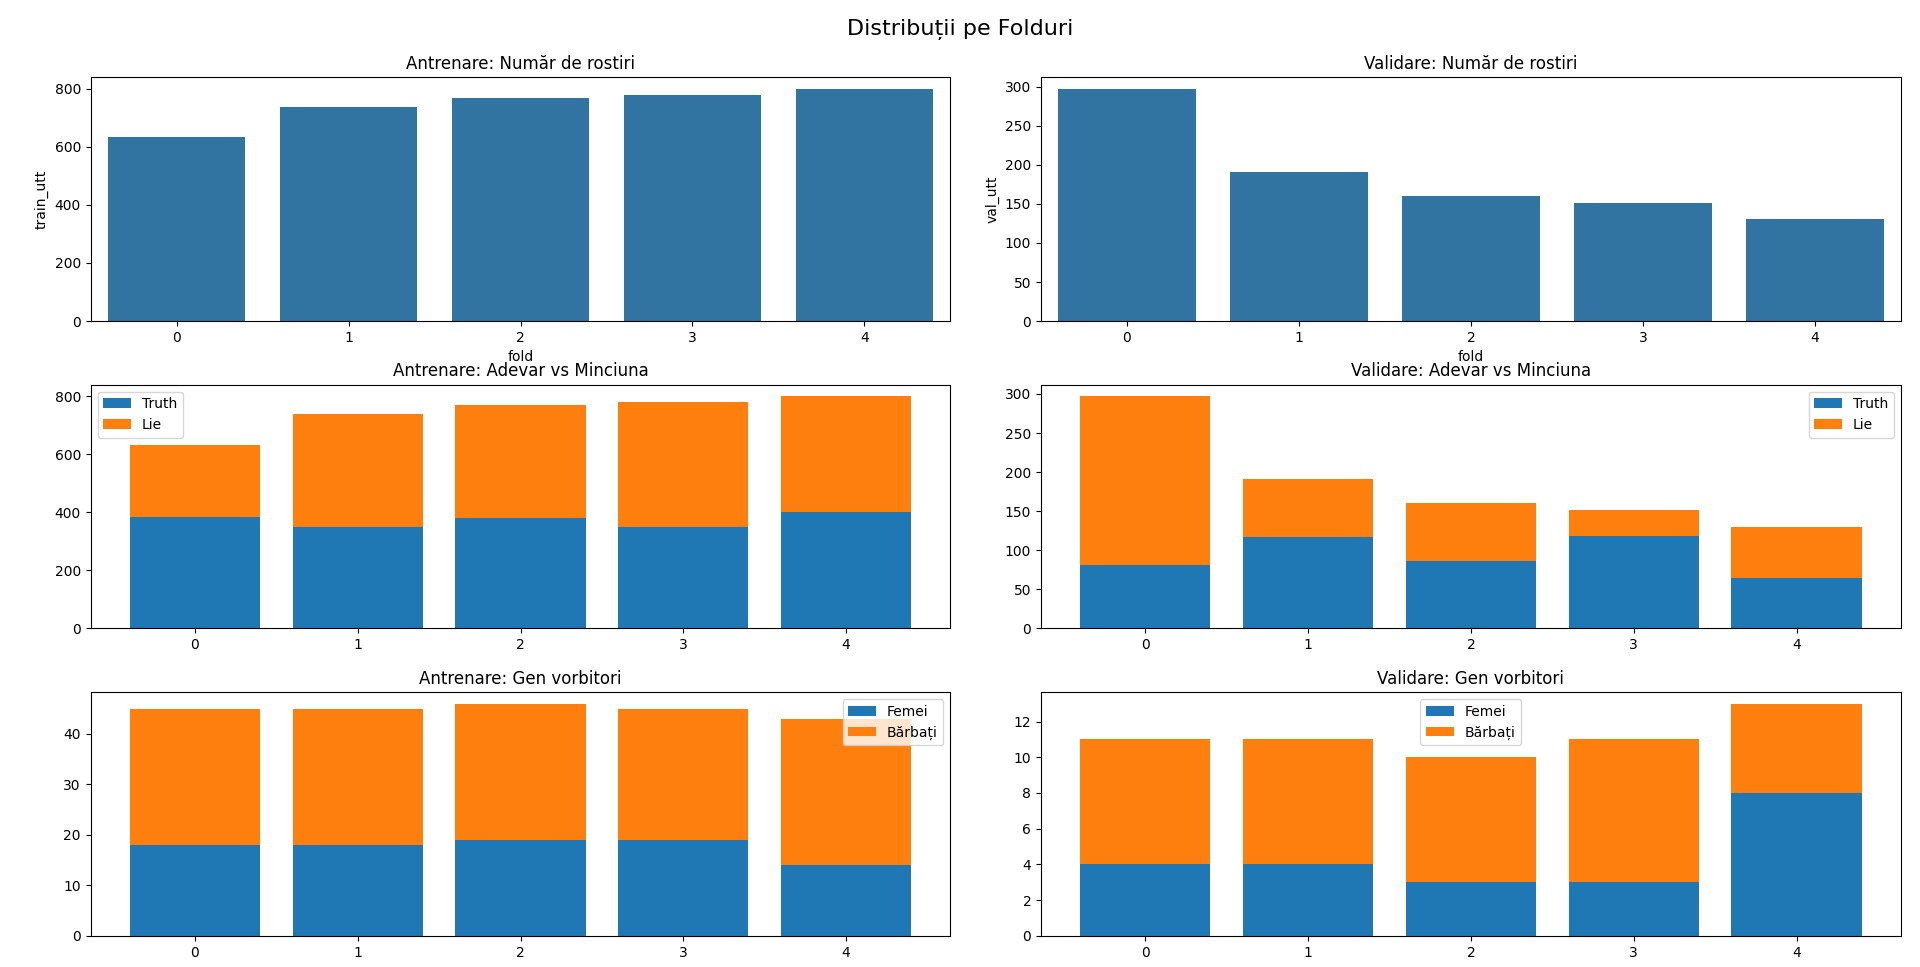 Distribuții pe Folduri
Antrenare: Număr de rostiri
800
600
400
200
0
train_utt
0 1 2 3 4
fold
Validare: Număr de rostiri
300
250
200
150
100
50
0
val_utt
0 1 2 3 4
fold
Antrenare: Adevar vs Minciuna
Truth
Lie
800
600
400
200
0
0 1 2 3 4
Validare: Adevar vs Minciuna
Truth
Lie
300
250
200
150
100
50
0
0 1 2 3 4
Antrenare: Gen vorbitori
Femei
Bărbați
40
30
20
10
0
0 1 2 3 4
Validare: Gen vorbitori
Femei
Bărbați
12
10
8
6
4
2
0
0 1 2 3 4